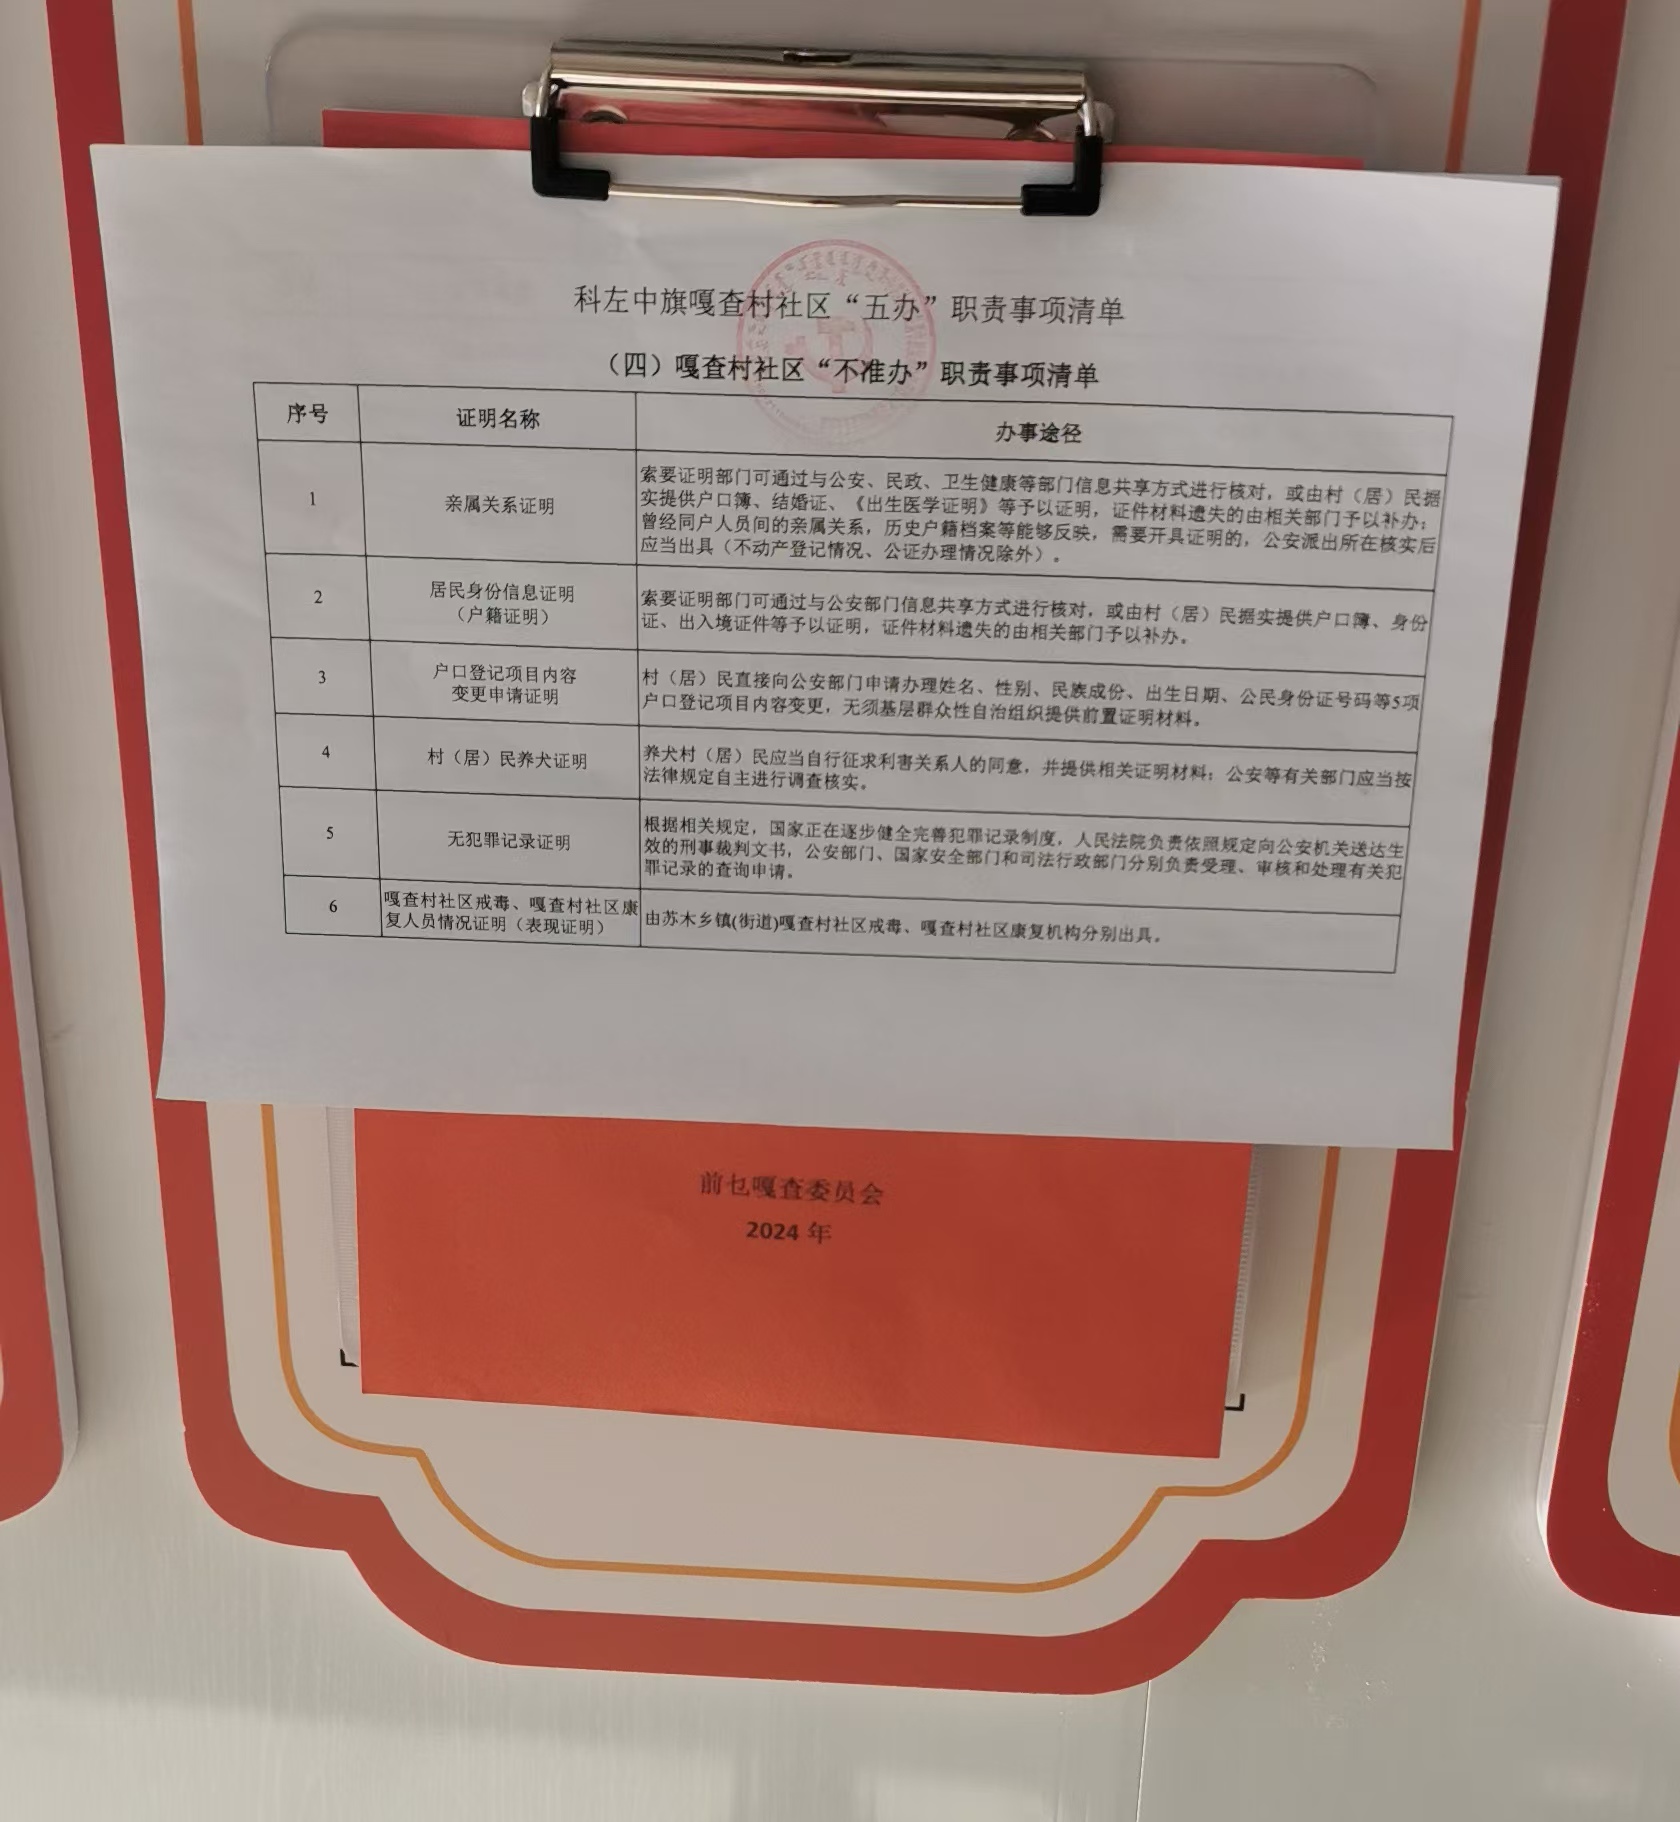 科左中旗嘎查村社区“五办”职责事项清单
（四）嘎查村社区“不准办”职责事项清单
序号 证明名称 办事途径
1 亲属关系证明
索要证明部门可通过与公安、民政、卫生健康等部门信息共享方式进行核对，或由村（居）民据
实提供户口簿、结婚证、《出生医学证明》等予以证明，证件材料遗失的由相关部门予以补办；
曾经同户人员间的亲属关系，历史户籍档案等能够反映，需要开具证明的，公安派出所在核实后
应当出具（不动产登记情况、公证办理情况除外）。
2 居民身份信息证明
（户籍证明）
索要证明部门可通过与公安部门信息共享方式进行核对，或由村（居）民据实提供户口簿、身份
证、出入境证件等予以证明，证件材料遗失的由相关部门予以补办。
3 户口登记项目内容
变更申请证明
村（居）民直接向公安部门申请办理姓名、性别、民族成份、出生日期、公民身份证号码等5项
户口登记项目内容变更，无须基层群众性自治组织提供前置证明材料。
4 村（居）民养犬证明
养犬村（居）民应当自行征求利害关系人的同意，并提供相关证明材料；公安等有关部门应当按
法律规定自主进行调查核实。
5 无犯罪记录证明
根据相关规定，国家正在逐步健全完善犯罪记录制度，人民法院负责依照规定向公安机关送达生
效的刑事裁判文书，公安部门、国家安全部门和司法行政部门分别负责受理、审核和处理有关犯
罪记录的查询申请。
6 嘎查村社区戒毒、嘎查村社区康
复人员情况证明（表现证明）
由苏木乡镇(街道)嘎查村社区戒毒、嘎查村社区康复机构分别出具。
前乜嘎查委员会
2024 年